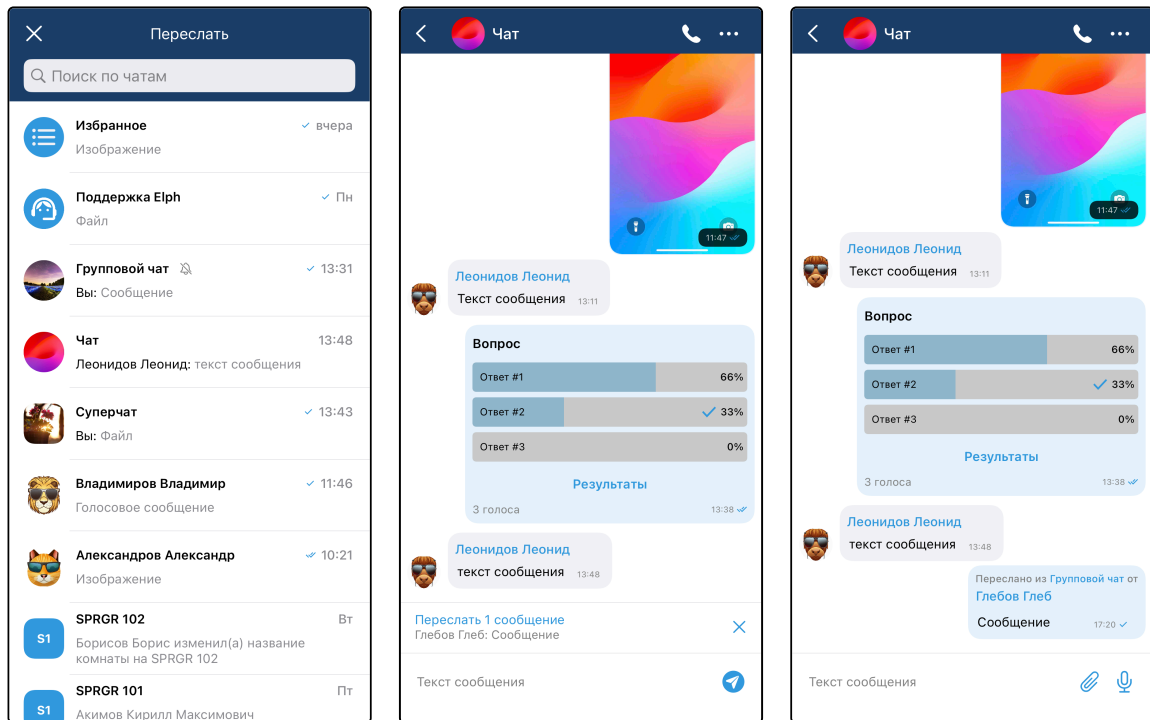 Переслать
Поиск по чатам
Избранное
вчера
Изображение
Поддержка Elph
Пн
Файл
Групповой чат
13:31
Вы: Сообщение
Чат
13:48
Леонидов Леонид: текст сообщения
Суперчат
13:43
Вы: Файл
Владимиров Владимир
11:46
Голосовое сообщение
Александров Александр
10:21
Изображение
S1
SPRGR 102
Вт
Борисов Борис изменил(а) название
комнаты на SPRGR 102
S1
SPRGR 101
Пт
Акимов Кирилл Максимович
Чат
11:47
Леонидов Леонид
Текст сообщения 13:11
Вопрос
Ответ #1 66%
Ответ #2 33%
Ответ #3 0%
Результаты
3 голоса 13:38
Леонидов Леонид
текст сообщения 13:48
Переслать 1 сообщение
Глебов Глеб: Сообщение
Текст сообщения
Чат
11:47
Леонидов Леонид
Текст сообщения 13:11
Вопрос
Ответ #1 66%
Ответ #2 33%
Ответ #3 0%
Результаты
3 голоса 13:38
Леонидов Леонид
текст сообщения 13:48
Переслано из Групповой чат от
Глебов Глеб
Сообщение 17:20
Текст сообщения